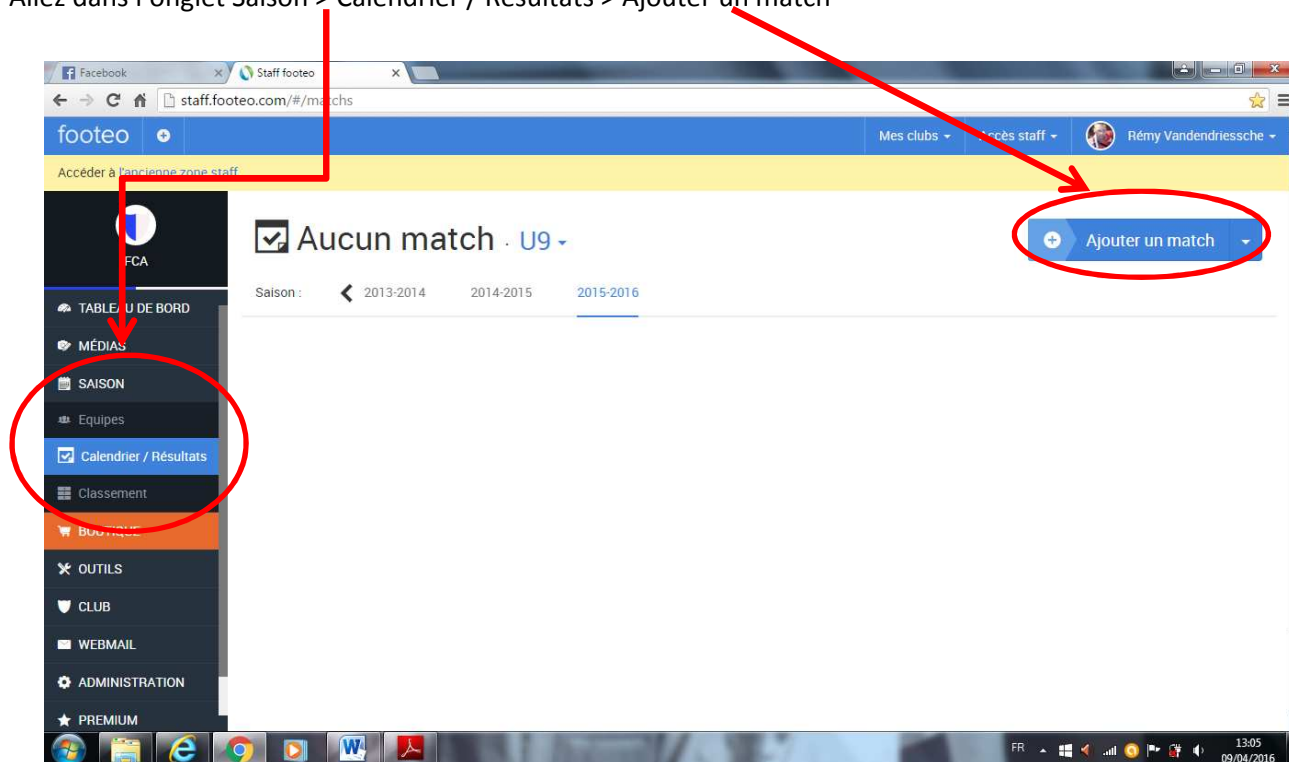 Allez dans l'onglet Saison > Calendrier / Résultats > Ajouter un match
Facebook
Staff footeo
staff.footeo.com/#/matchs
footeo
Mes clubs
Accès staff
Rémy Vandendriessche
Accéder à l'ancienne zone staff
FCA
Aucun match · U9
Ajouter un match
Saison : 2013-2014 2014-2015 2015-2016
TABLEAU DE BORD
MÉDIAS
SAISON
Equipes
Calendrier / Résultats
Classement
BOUTIQUE
OUTILS
CLUB
WEBMAIL
ADMINISTRATION
PREMIUM
FR
13:05
09/04/2016